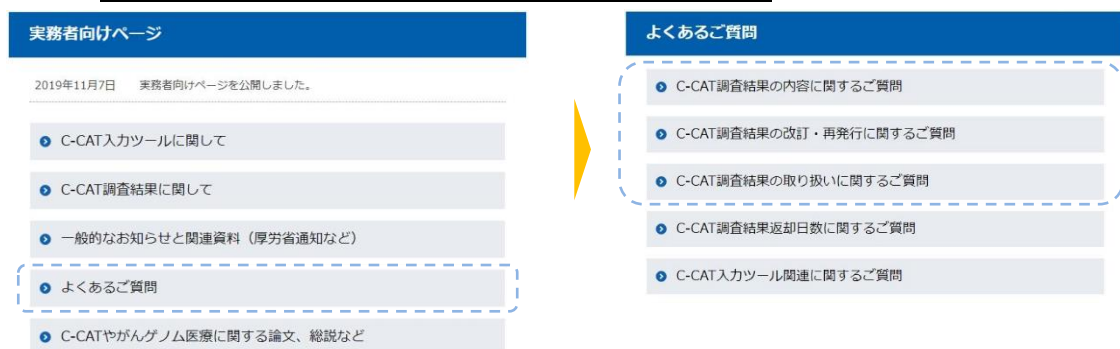 実務者向けページ
2019年11月7日 実務者向けページを公開しました。
C-CAT入力ツールに関して
C-CAT調査結果に関して
一般的なお知らせと関連資料（厚労省通知など）
よくあるご質問
C-CATやがんゲノム医療に関する論文、総説など
よくあるご質問
C-CAT調査結果の内容に関するご質問
C-CAT調査結果の改訂・再発行に関するご質問
C-CAT調査結果の取り扱いに関するご質問
C-CAT調査結果返却日数に関するご質問
C-CAT入力ツール関連に関するご質問